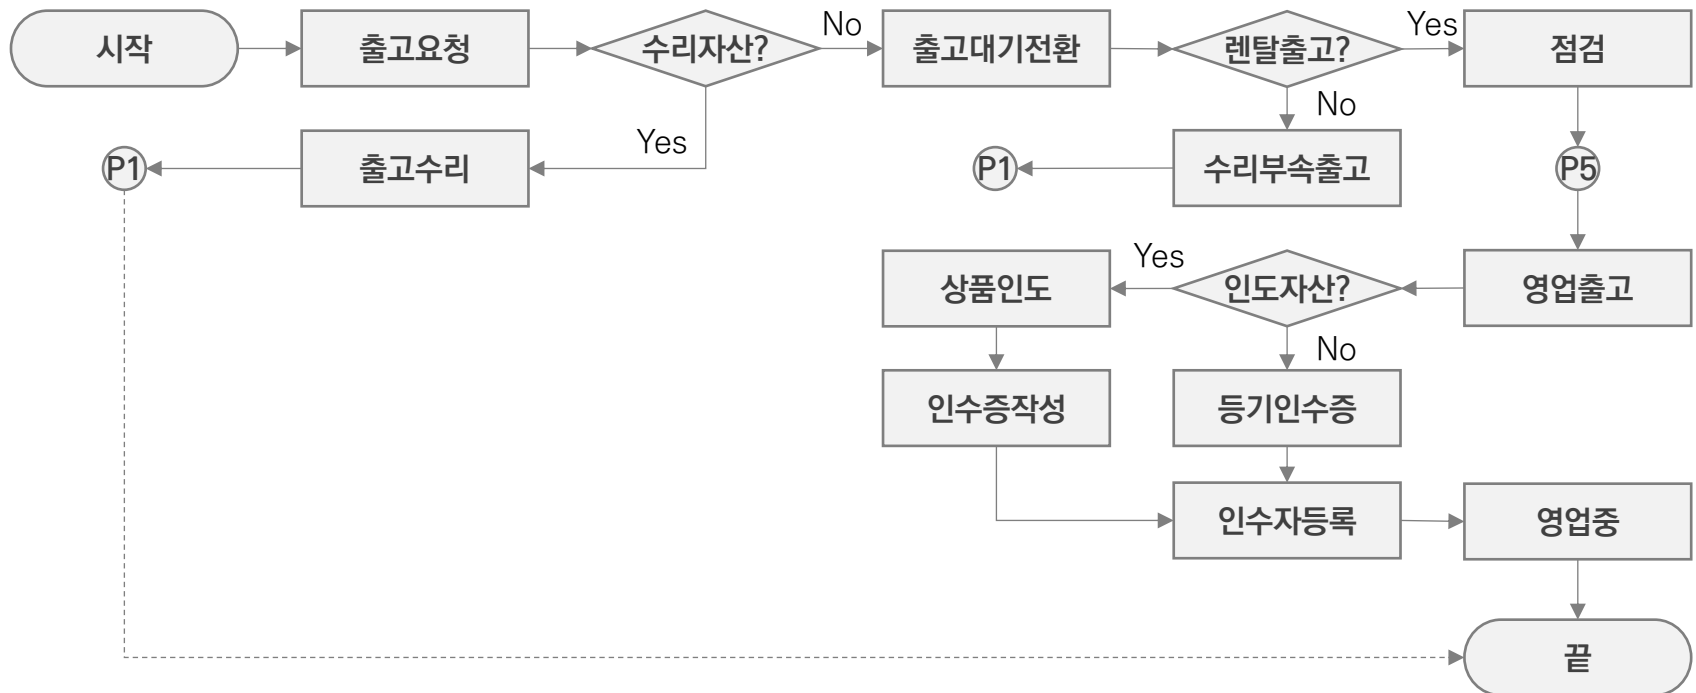 시작
출고요청
수리자산?
No
출고대기전환
렌탈출고?
Yes
점검
Yes
No
P1
출고수리
P1
수리부속출고
P5
상품인도
Yes
인도자산?
영업출고
No
인수증작성
등기인수증
인수자등록
영업중
끝